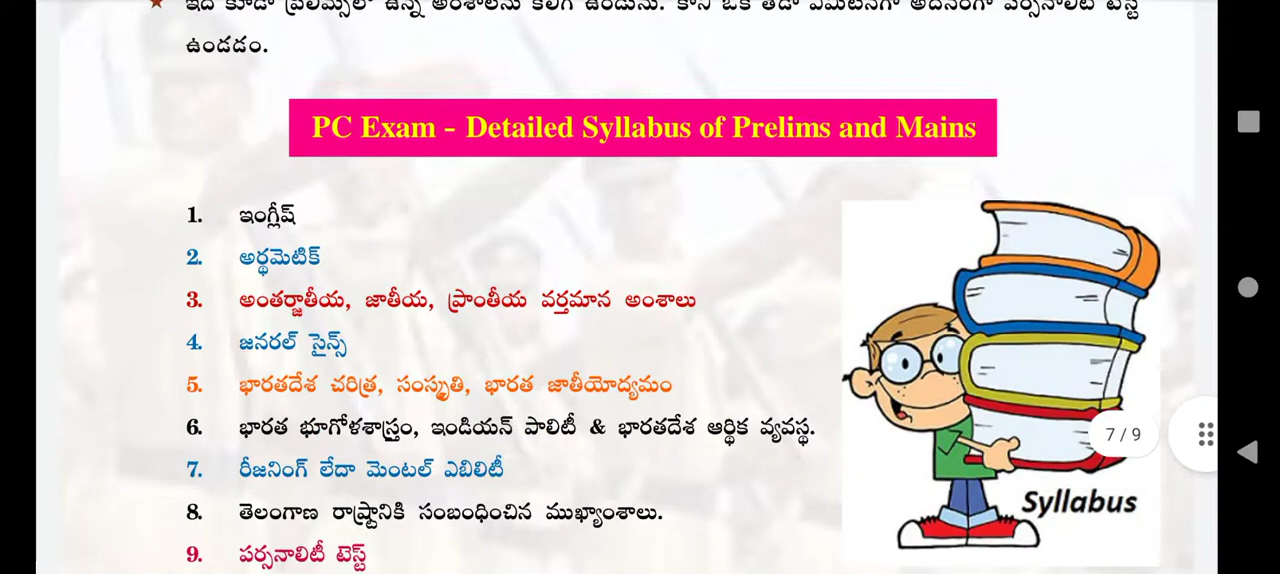 ఉండడం.
PC Exam - Detailed Syllabus of Prelims and Mains
1. ఇంగ్లీష్
2. అర్థమెటిక్
3. అంతర్జాతీయ, జాతీయ, ప్రాంతీయ వర్తమాన అంశాలు
4. జనరల్ సైన్స్
5. భారతదేశ చరిత్ర, సంస్కృతి, భారత జాతీయోద్యమం
6. భారత భూగోళశాస్త్రం, ఇండియన్ పాలిటీ & భారతదేశ ఆర్థిక వ్యవస్థ.
7. రీజనింగ్ లేదా మెంటల్ ఎబిలిటీ
8. తెలంగాణ రాష్ట్రానికి సంబంధించిన ముఖ్యాంశాలు.
9. పర్సనాలిటీ టెస్ట్
7 / 9
Syllabus